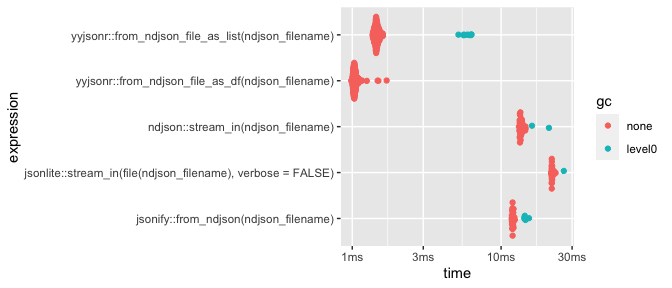 yyjsonr::from_ndjson_file_as_list(ndjson_filename)
yyjsonr::from_ndjson_file_as_df(ndjson_filename)
ndjson::stream_in(ndjson_filename)
jsonlite::stream_in(file(ndjson_filename), verbose = FALSE)
jsonify::from_ndjson(ndjson_filename)
expression
1ms 3ms 10ms 30ms
time
gc
none
level0